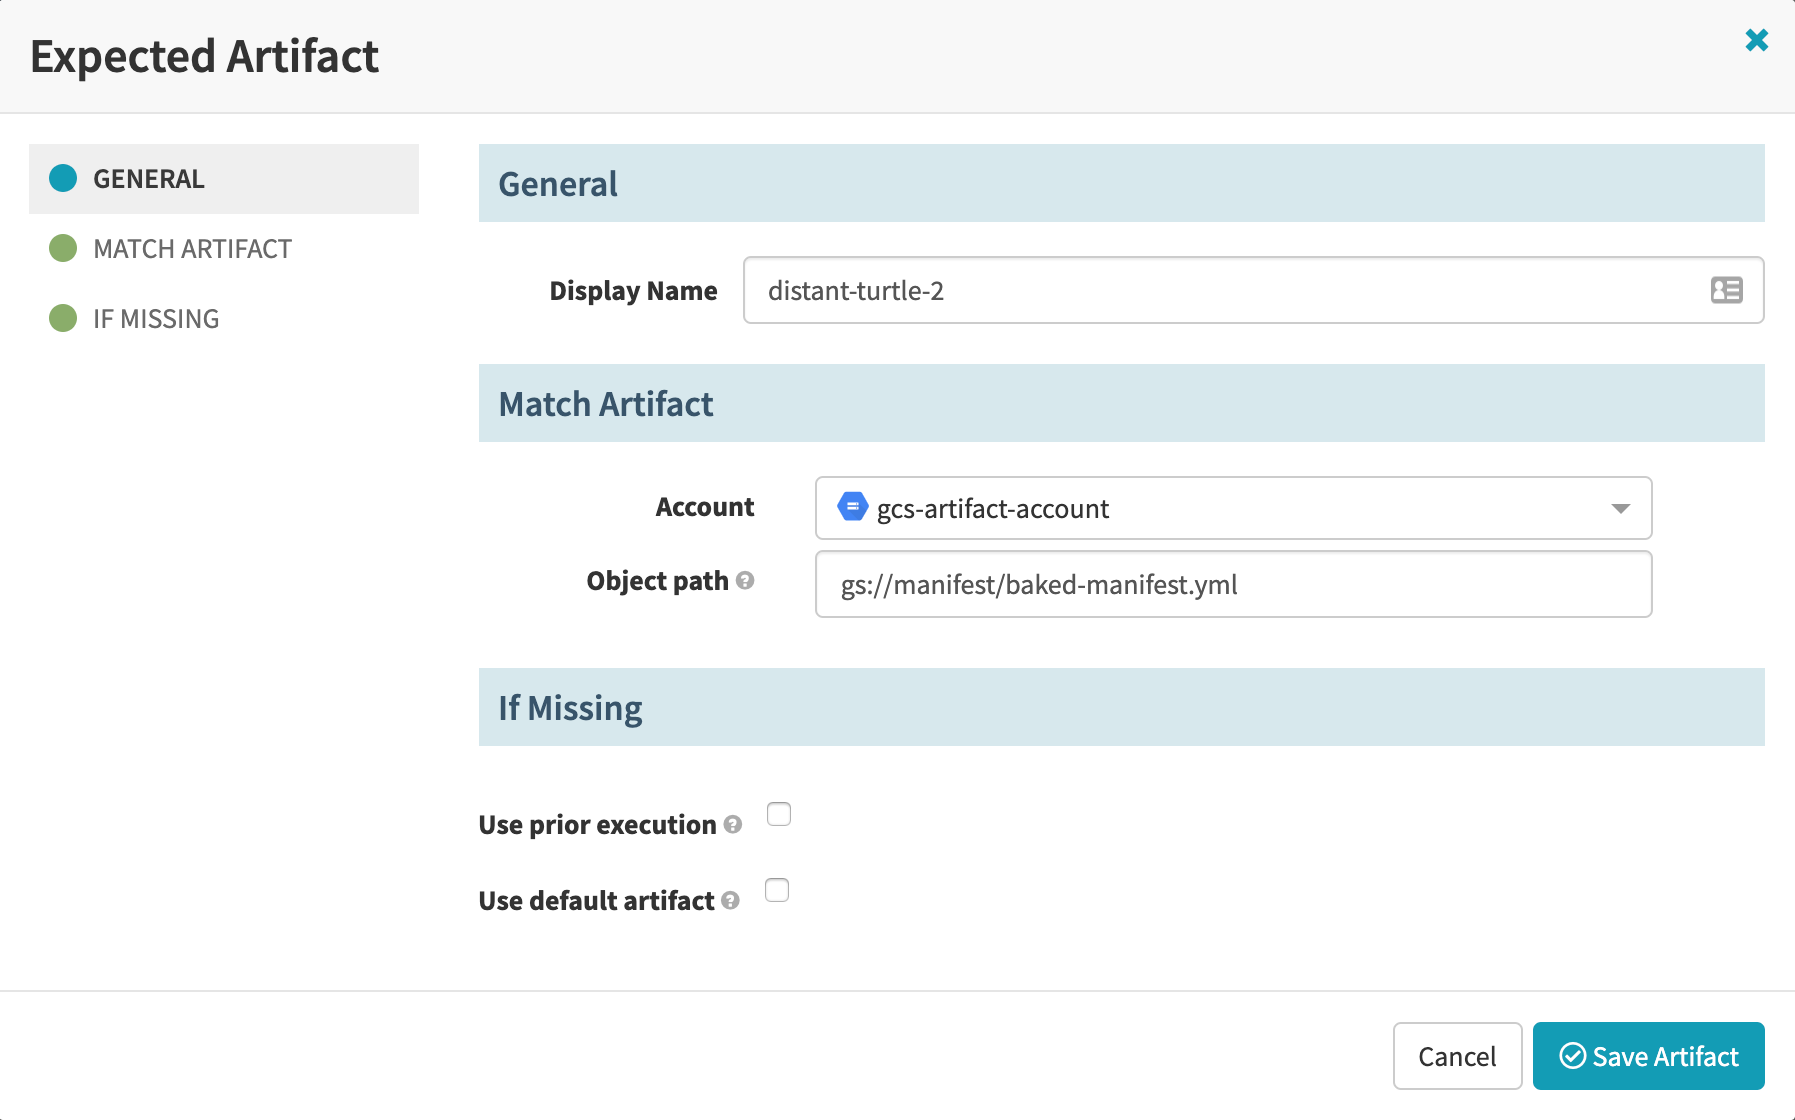 Expected Artifact
GENERAL
MATCH ARTIFACT
IF MISSING
General
Display Name
distant-turtle-2
Match Artifact
Account
gcs-artifact-account
Object path
gs://manifest/baked-manifest.yml
If Missing
Use prior execution
Use default artifact
Cancel
Save Artifact